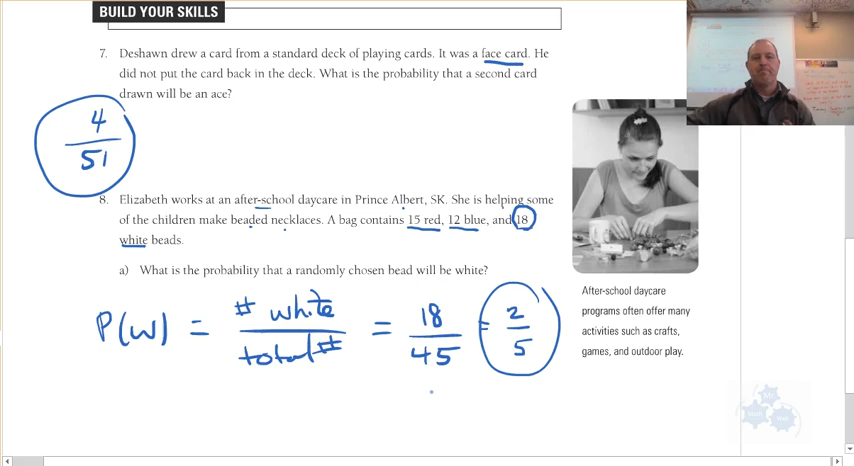 BUILD YOUR SKILLS
7. Deshawn drew a card from a standard deck of playing cards. It was a face card. He
did not put the card back in the deck. What is the probability that a second card
drawn will be an ace?
4
51
8. Elizabeth works at an after-school daycare in Prince Albert, SK. She is helping some
of the children make beaded necklaces. A bag contains 15 red, 12 blue, and 18
white beads.
a) What is the probability that a randomly chosen bead will be white?
P(W) = # white / total # = 18 / 45 = 2 / 5
After-school daycare
programs often offer many
activities such as crafts,
games, and outdoor play.